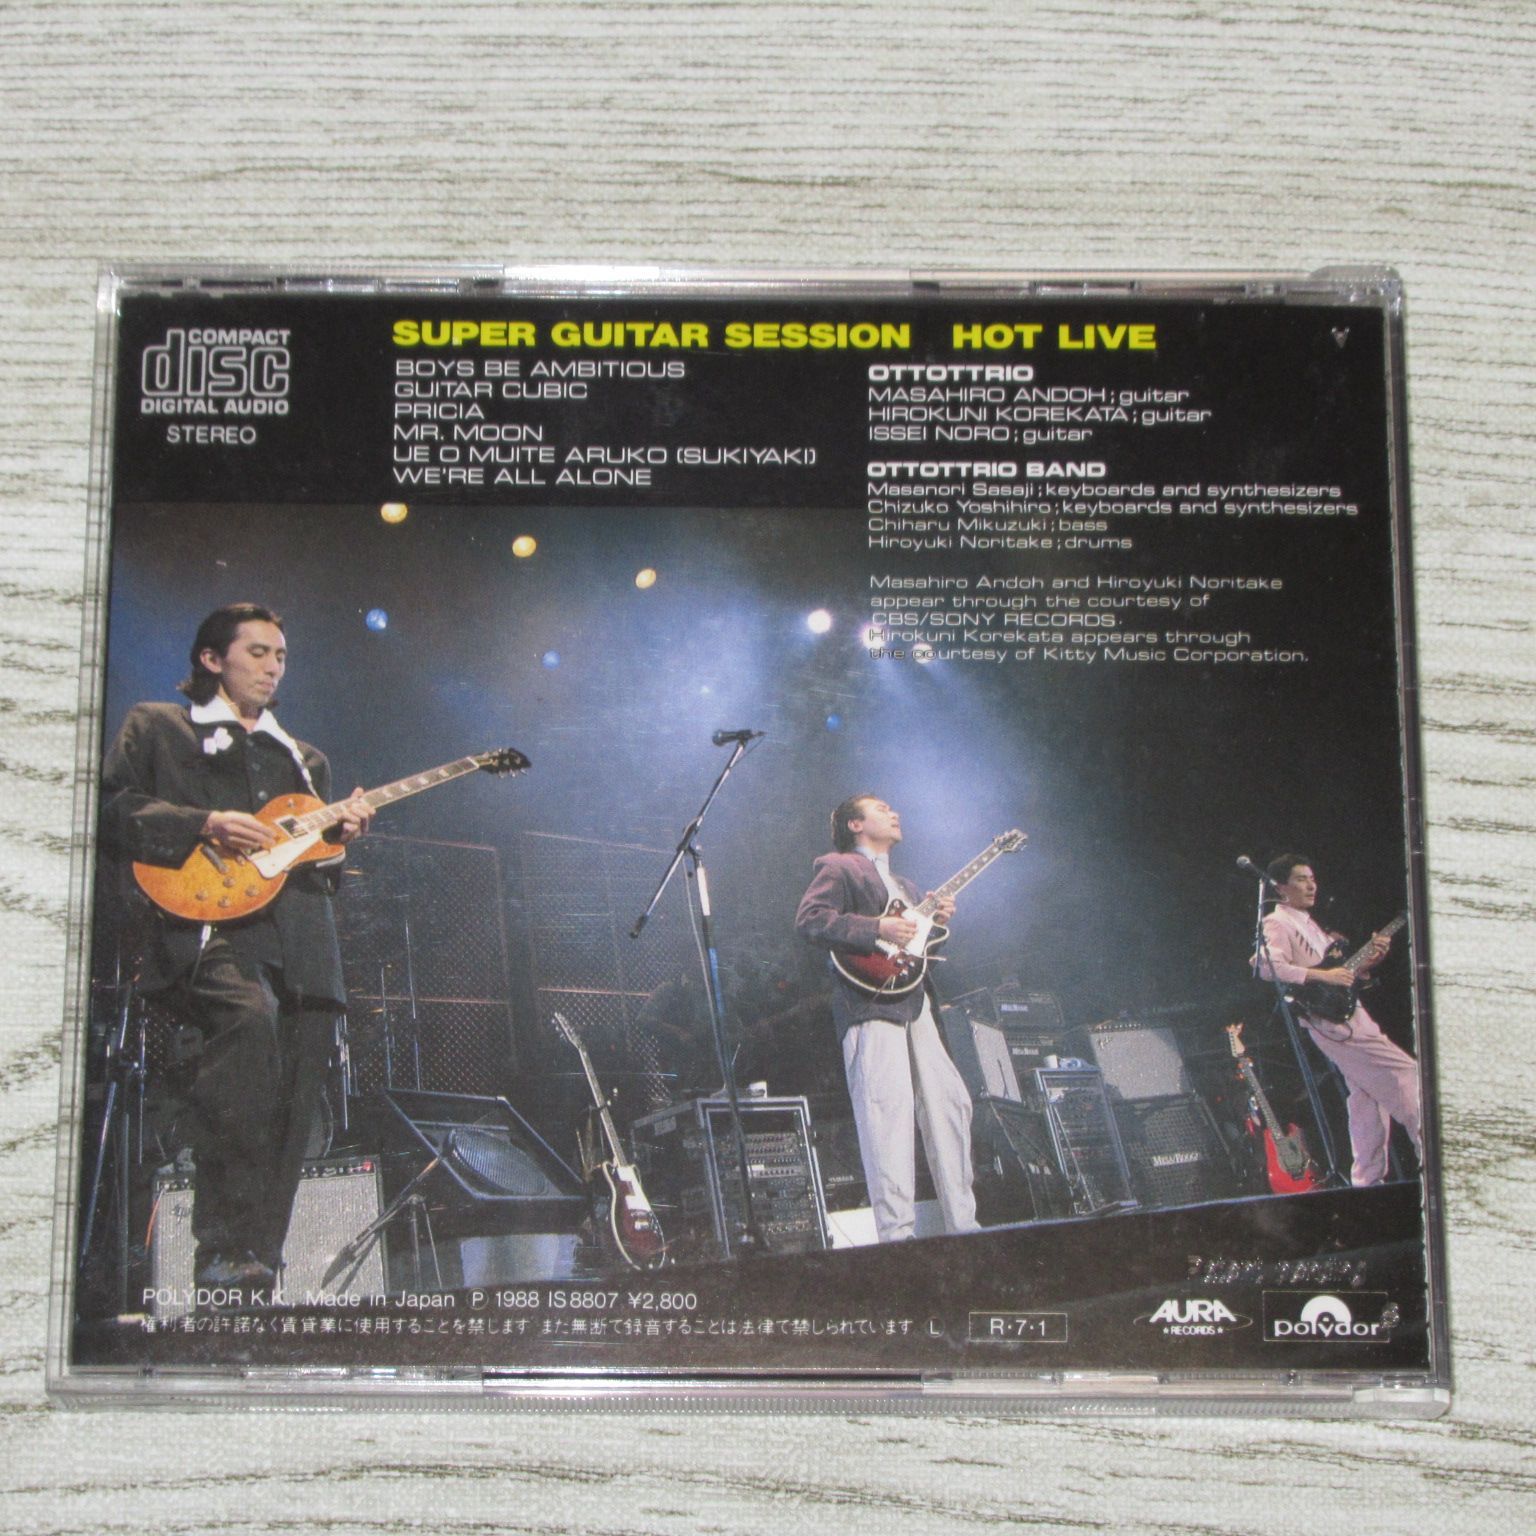 COMPACT
disc
DIGITAL AUDIO
STEREO
SUPER GUITAR SESSION HOT LIVE
BOYS BE AMBITIOUS
GUITAR CUBIC
PRICIA
MR. MOON
UE O MUITE ARUKO (SUKIYAKI)
WE'RE ALL ALONE
OTTOTTRIO
MASAHIRO ANDOH; guitar
HIROKUNI KOREKATA; guitar
ISSEI NORO; guitar
OTTOTTRIO BAND
Masanori Sasaji; keyboards and synthesizers
Chizuko Yoshihiro; keyboards and synthesizers
Chiharu Mikuzuki; bass
Hiroyuki Noritake; drums
Masahiro Andoh and Hiroyuki Noritake
appear through the courtesy of
CBS/SONY RECORDS.
Hirokuni Korekata appears through
the courtesy of Kitty Music Corporation.
MESA/BOOGIE
Patent pending
POLYDOR K.K., Made in Japan Ⓟ 1988 IS8807 ¥2,800
権利者の許諾なく賃貸業に使用することを禁じます また無断で録音することは法律で禁じられています L R・7・1
AURA
★RECORDS★
polydor